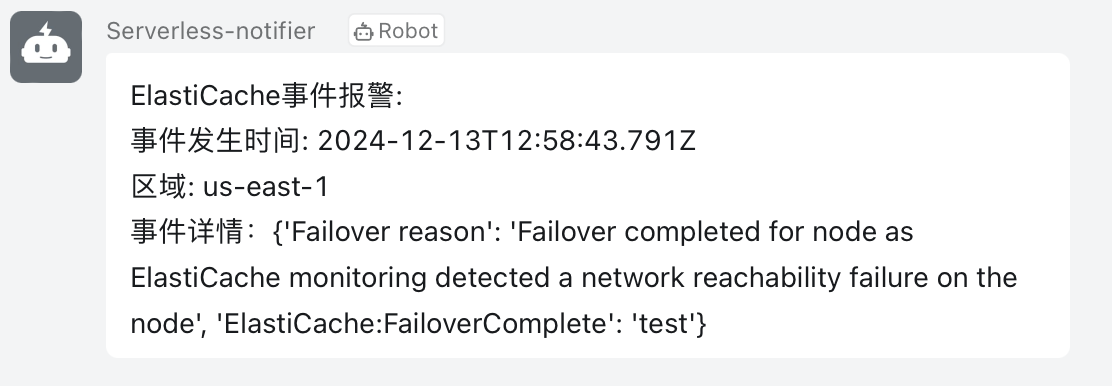 Serverless-notifier Robot
ElastiCache事件报警:
事件发生时间: 2024-12-13T12:58:43.791Z
区域: us-east-1
事件详情：{'Failover reason': 'Failover completed for node as
ElastiCache monitoring detected a network reachability failure on the
node', 'ElastiCache:FailoverComplete': 'test'}